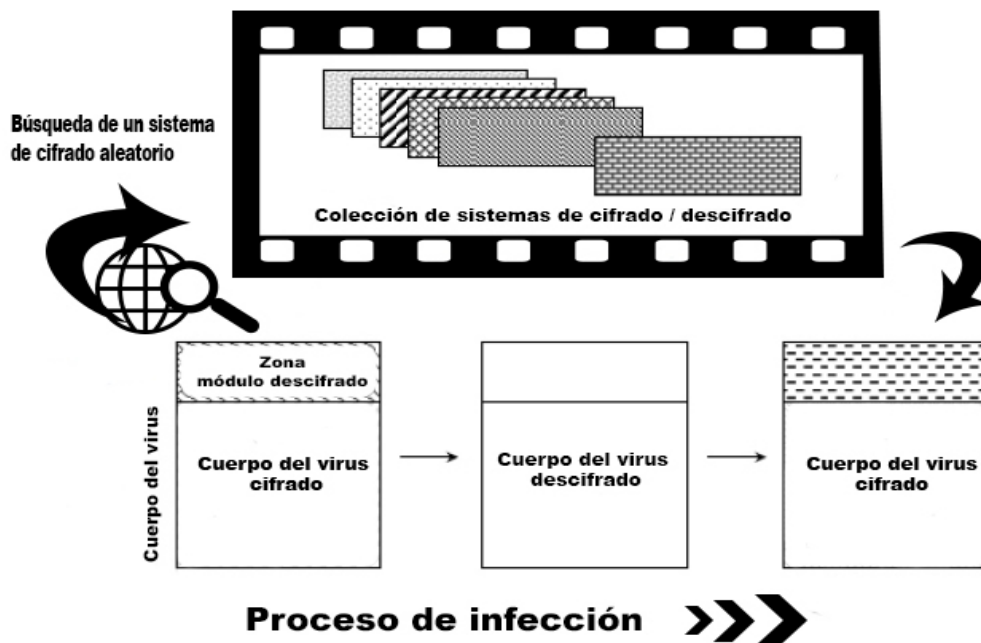 Búsqueda de un sistema
de cifrado aleatorio
Colección de sistemas de cifrado / descifrado
Zona
módulo descifrado
Cuerpo del virus
Cuerpo del virus
cifrado
Cuerpo del virus
descifrado
Cuerpo del virus
cifrado
Proceso de infección